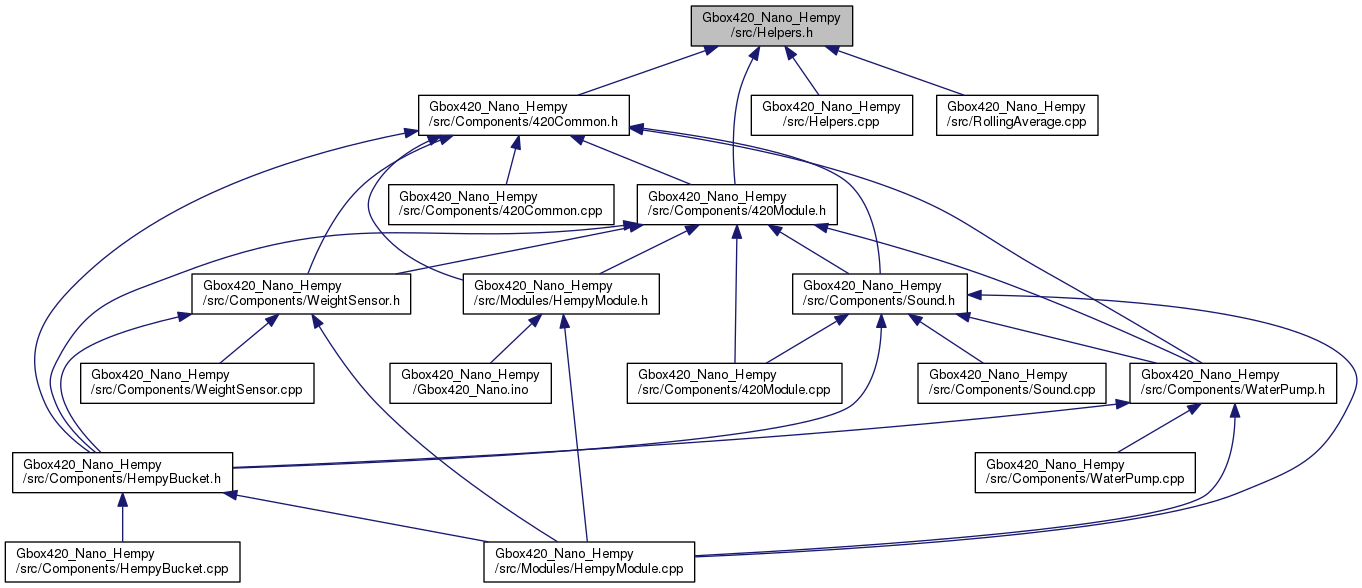 Gbox420_Nano_Hempy
/src/Helpers.h
Gbox420_Nano_Hempy
/src/Components/420Common.h
Gbox420_Nano_Hempy
/src/Helpers.cpp
Gbox420_Nano_Hempy
/src/RollingAverage.cpp
Gbox420_Nano_Hempy
/src/Components/420Common.cpp
Gbox420_Nano_Hempy
/src/Components/420Module.h
Gbox420_Nano_Hempy
/src/Components/WeightSensor.h
Gbox420_Nano_Hempy
/src/Modules/HempyModule.h
Gbox420_Nano_Hempy
/src/Components/Sound.h
Gbox420_Nano_Hempy
/src/Components/WeightSensor.cpp
Gbox420_Nano_Hempy
/Gbox420_Nano.ino
Gbox420_Nano_Hempy
/src/Components/420Module.cpp
Gbox420_Nano_Hempy
/src/Components/Sound.cpp
Gbox420_Nano_Hempy
/src/Components/WaterPump.h
Gbox420_Nano_Hempy
/src/Components/HempyBucket.h
Gbox420_Nano_Hempy
/src/Components/WaterPump.cpp
Gbox420_Nano_Hempy
/src/Components/HempyBucket.cpp
Gbox420_Nano_Hempy
/src/Modules/HempyModule.cpp